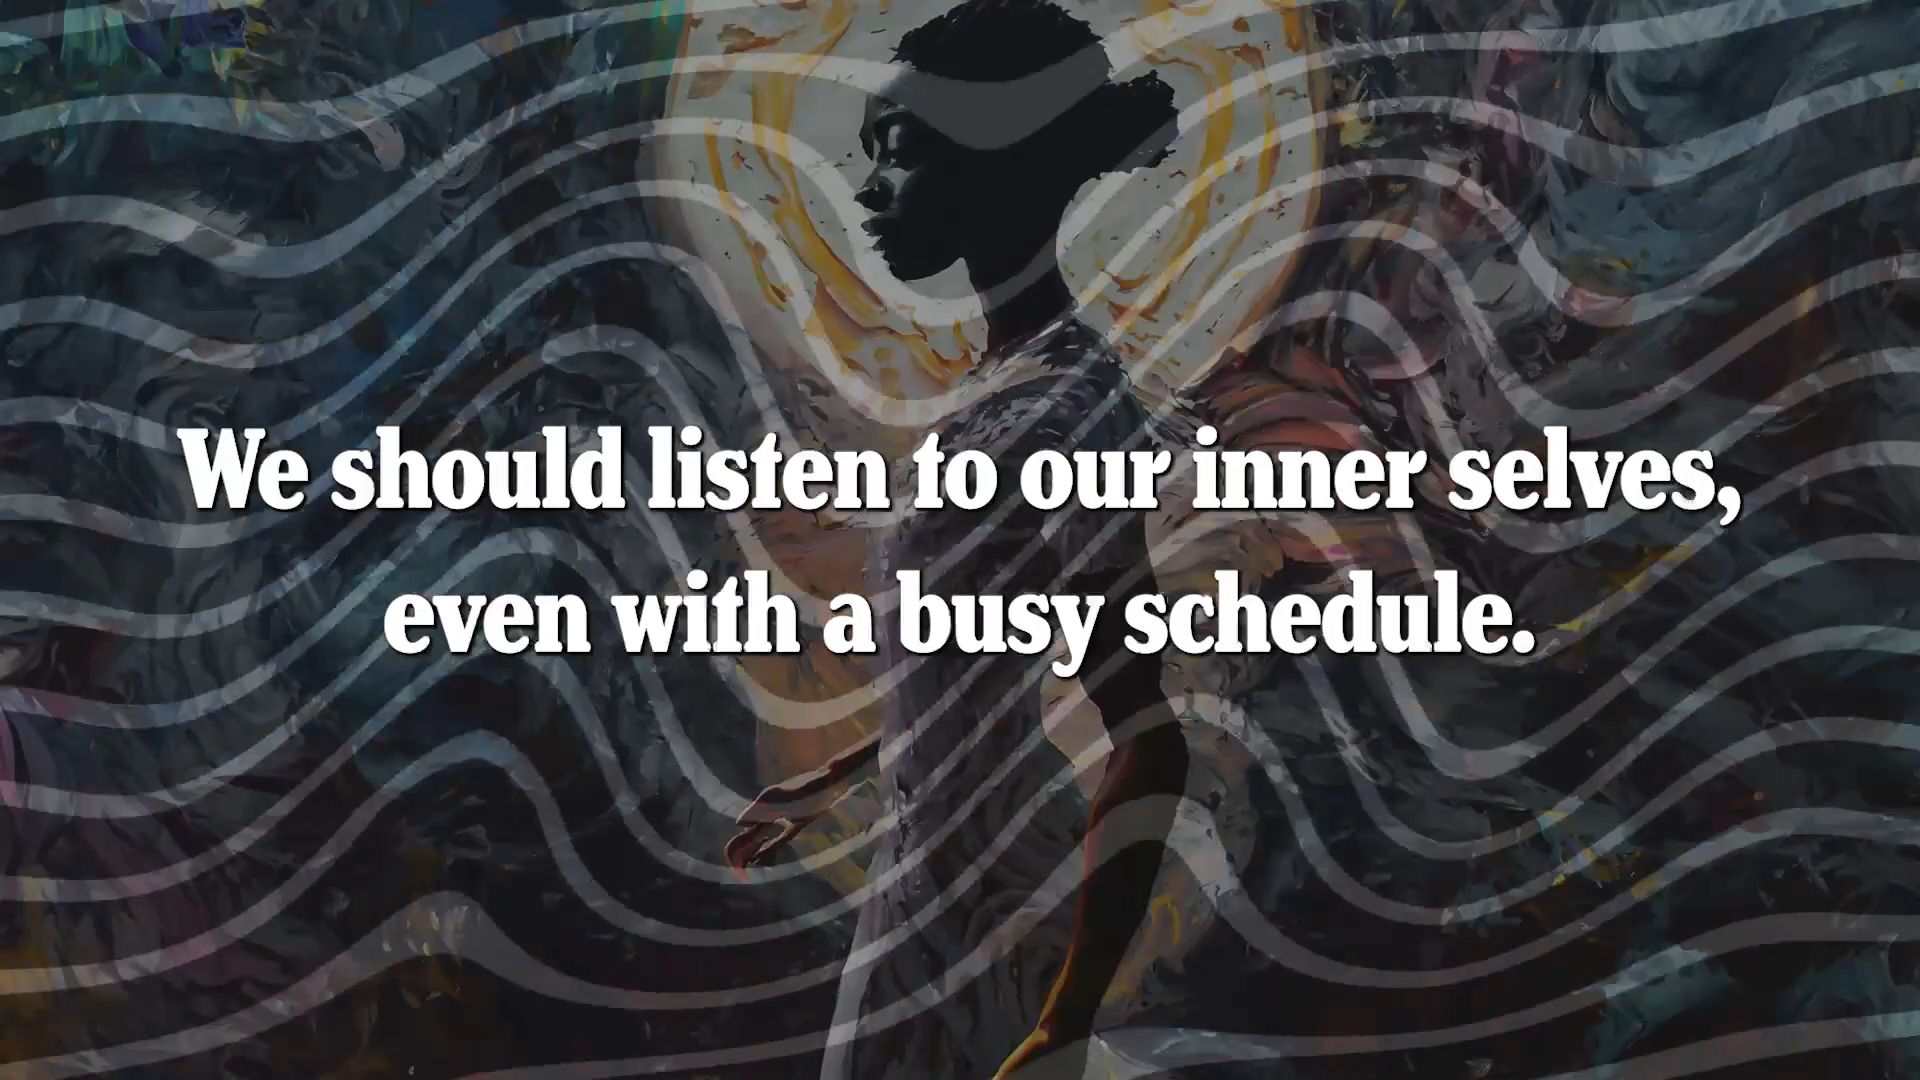 We should listen to our inner selves,
even with a busy schedule.